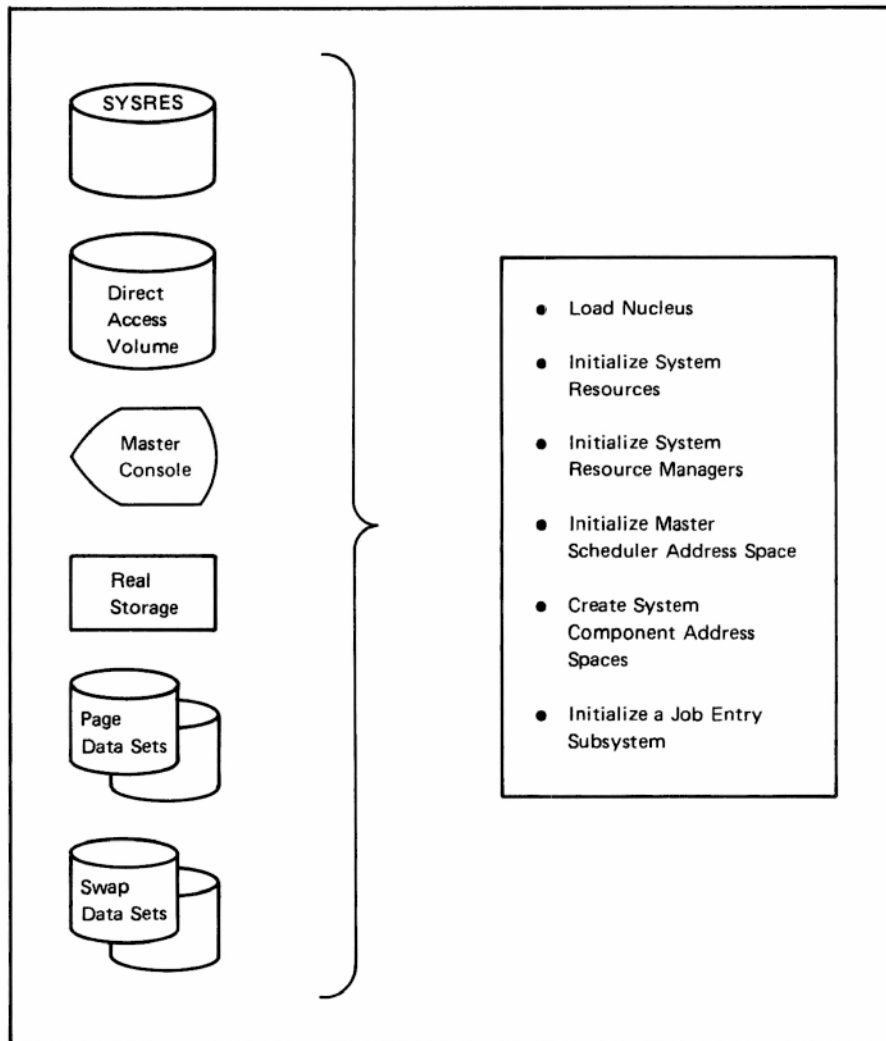 SYSRES
Direct
Access
Volume
Master
Console
Real
Storage
Page
Data Sets
Swap
Data Sets
● Load Nucleus
● Initialize System
Resources
● Initialize System
Resource Managers
● Initialize Master
Scheduler Address Space
● Create System
Component Address
Spaces
● Initialize a Job Entry
Subsystem